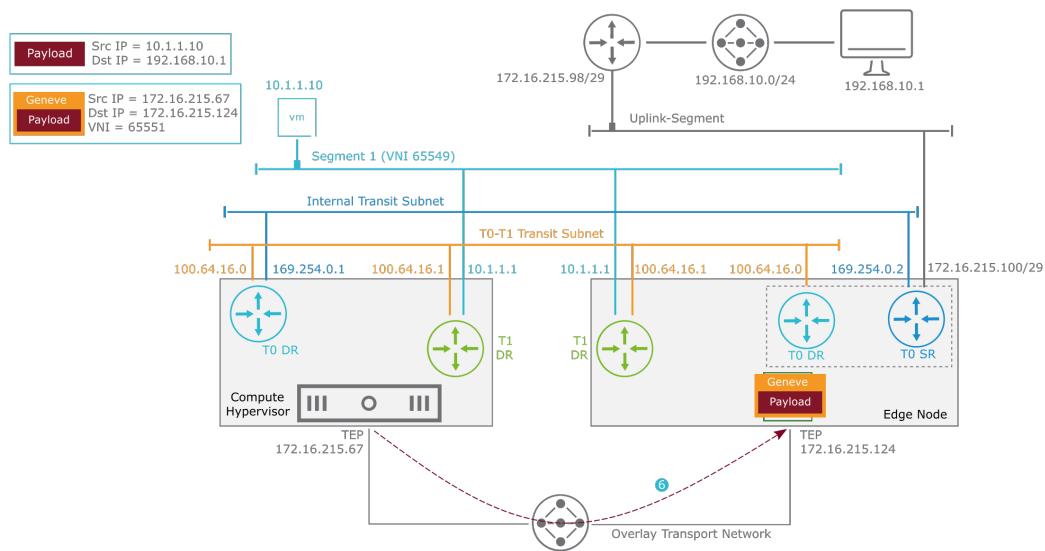 Payload
Src IP = 10.1.1.10
Dst IP = 192.168.10.1
Geneve
Payload
Src IP = 172.16.215.67
Dst IP = 172.16.215.124
VNI = 65551
172.16.215.98/29
192.168.10.0/24
192.168.10.1
10.1.1.10
vm
Uplink-Segment
Segment 1 (VNI 65549)
Internal Transit Subnet
T0-T1 Transit Subnet
100.64.16.0
169.254.0.1
100.64.16.1
10.1.1.1
10.1.1.1
100.64.16.1
100.64.16.0
169.254.0.2
172.16.215.100/29
T0 DR
T1
DR
T1
DR
T0 DR
T0 SR
Compute
Hypervisor
Geneve
Payload
Edge Node
TEP
172.16.215.67
TEP
172.16.215.124
6
Overlay Transport Network